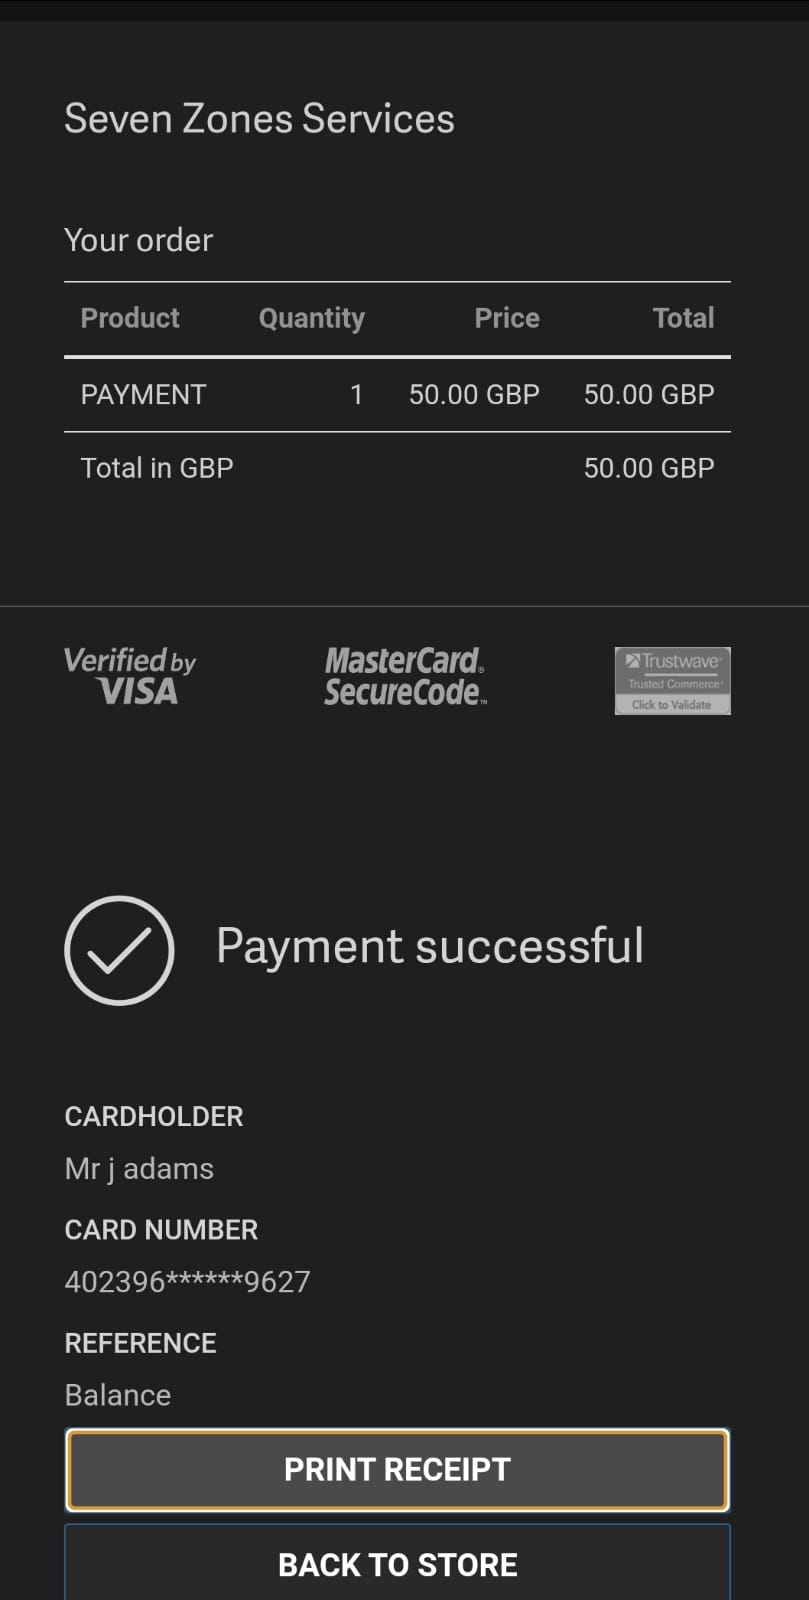 Seven Zones Services
Your order
Product Quantity Price Total
PAYMENT 1 50.00 GBP 50.00 GBP
Total in GBP 50.00 GBP
Verified by
VISA
MasterCard®
SecureCode™
Trustwave®
Trusted Commerce®
Click to Validate
Payment successful
CARDHOLDER
Mr j adams
CARD NUMBER
402396******9627
REFERENCE
Balance
PRINT RECEIPT
BACK TO STORE